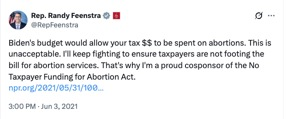 Rep. Randy Feenstra
@RepFeenstra
Biden's budget would allow your tax $$ to be spent on abortions. This is
unacceptable. I'll keep fighting to ensure taxpayers are not footing the
bill for abortion services. That's why I'm a proud cosponsor of the No
Taxpayer Funding for Abortion Act.
npr.org/2021/05/31/100…
3:00 PM · Jun 3, 2021